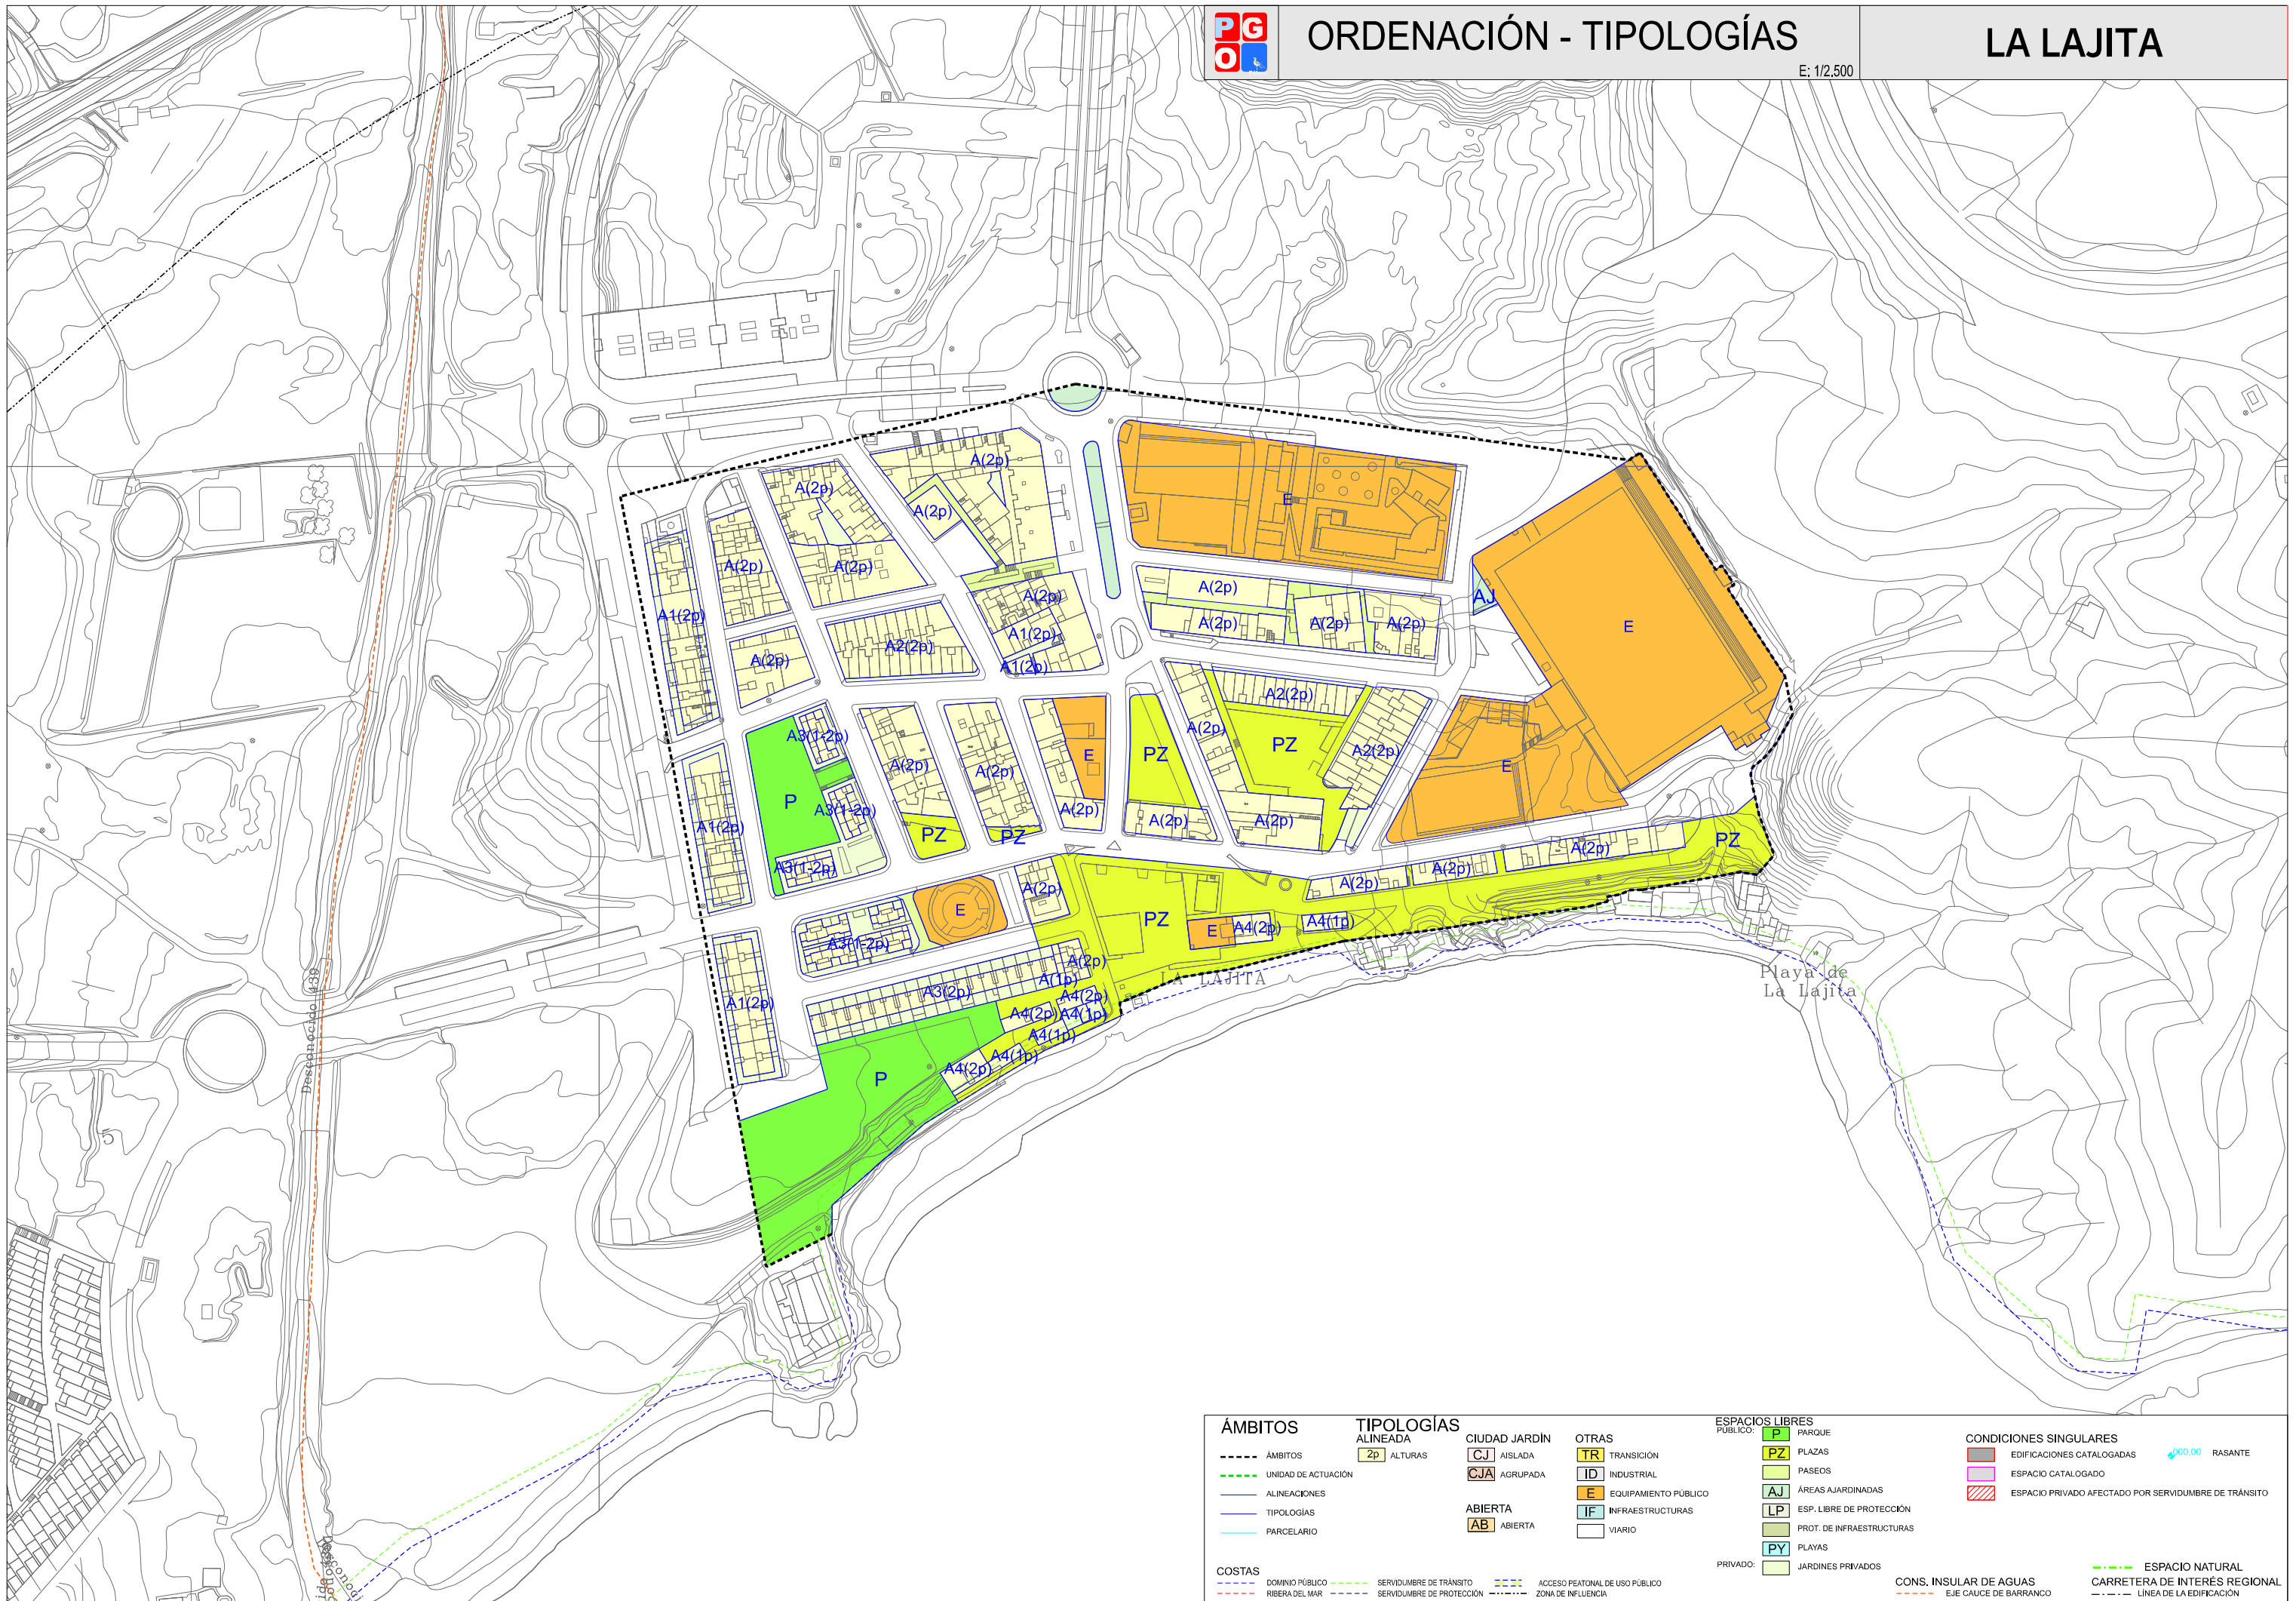 PGO
ORDENACIÓN - TIPOLOGÍAS
E: 1/2.500
LA LAJITA
A(2p)
A(2p)
A(2p)
E
A(2p)
A(2p)
A(2p)
A(2p)
AJ
A1(2p)
A(2p)
A(2p)
A(2p)
E
A1(2p)
A2(2p)
A(2p)
A1(2p)
A2(2p)
A(2p)
A3(1-2p)
PZ
PZ
A2(2p)
E
A(2p)
A(2p)
E
P
A3(1-2p)
A(2p)
A(2p)
A(2p)
A1(2p)
PZ
PZ
PZ
A(2p)
A(2p)
A3(1-2p)
A(2p)
A(2p)
E
PZ
E
A4(2p)
A4(1p)
A3(1-2p)
A(2p)
A(1p)
LA LAJITA
Playa de
La Lajita
A3(2p)
A4(2p)
A1(2p)
A4(2p)
A4(1p)
A4(1p)
A4(1p)
A4(2p)
P
Desconocido 439
5
ÁMBITOS
ÁMBITOS
UNIDAD DE ACTUACIÓN
ALINEACIONES
TIPOLOGÍAS
PARCELARIO
TIPOLOGÍAS
ALINEADA
2p ALTURAS
CIUDAD JARDÍN
CJ AISLADA
CJA AGRUPADA
ABIERTA
AB ABIERTA
OTRAS
TR TRANSICIÓN
ID INDUSTRIAL
E EQUIPAMIENTO PÚBLICO
IF INFRAESTRUCTURAS
VIARIO
ESPACIOS LIBRES
PÚBLICO: P PARQUE
PZ PLAZAS
PASEOS
AJ ÁREAS AJARDINADAS
LP ESP. LIBRE DE PROTECCIÓN
PROT. DE INFRAESTRUCTURAS
PY PLAYAS
PRIVADO: JARDINES PRIVADOS
CONDICIONES SINGULARES
EDIFICACIONES CATALOGADAS
000.00 RASANTE
ESPACIO CATALOGADO
ESPACIO PRIVADO AFECTADO POR SERVIDUMBRE DE TRÁNSITO
COSTAS
DOMINIO PÚBLICO
RIBERA DEL MAR
SERVIDUMBRE DE TRÁNSITO
SERVIDUMBRE DE PROTECCIÓN
ACCESO PEATONAL DE USO PÚBLICO
ZONA DE INFLUENCIA
CONS. INSULAR DE AGUAS
EJE CAUCE DE BARRANCO
ESPACIO NATURAL
CARRETERA DE INTERÉS REGIONAL
LÍNEA DE LA EDIFICACIÓN